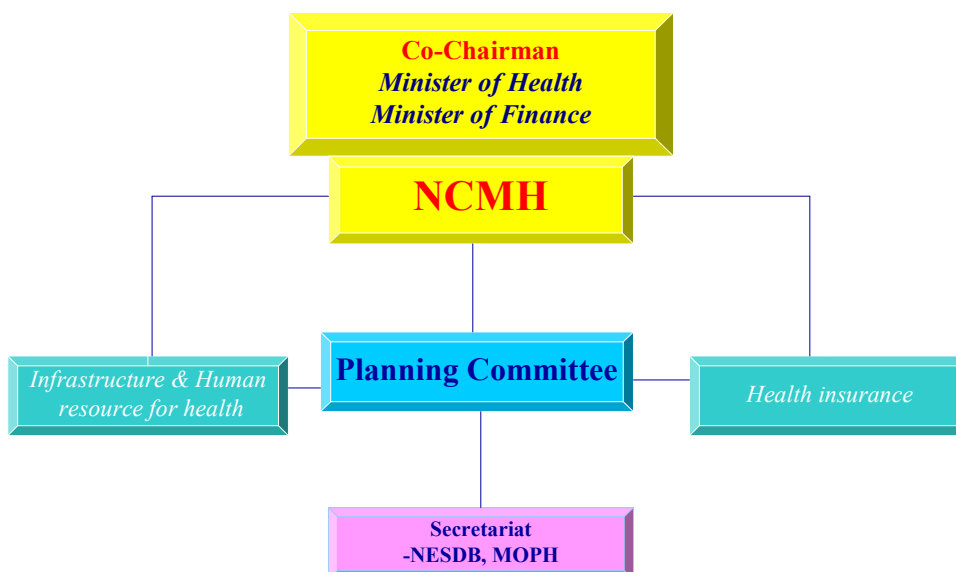 Co-Chairman
Minister of Health
Minister of Finance
NCMH
Infrastructure & Human
resource for health
Planning Committee
Health insurance
Secretariat
-NESDB, MOPH